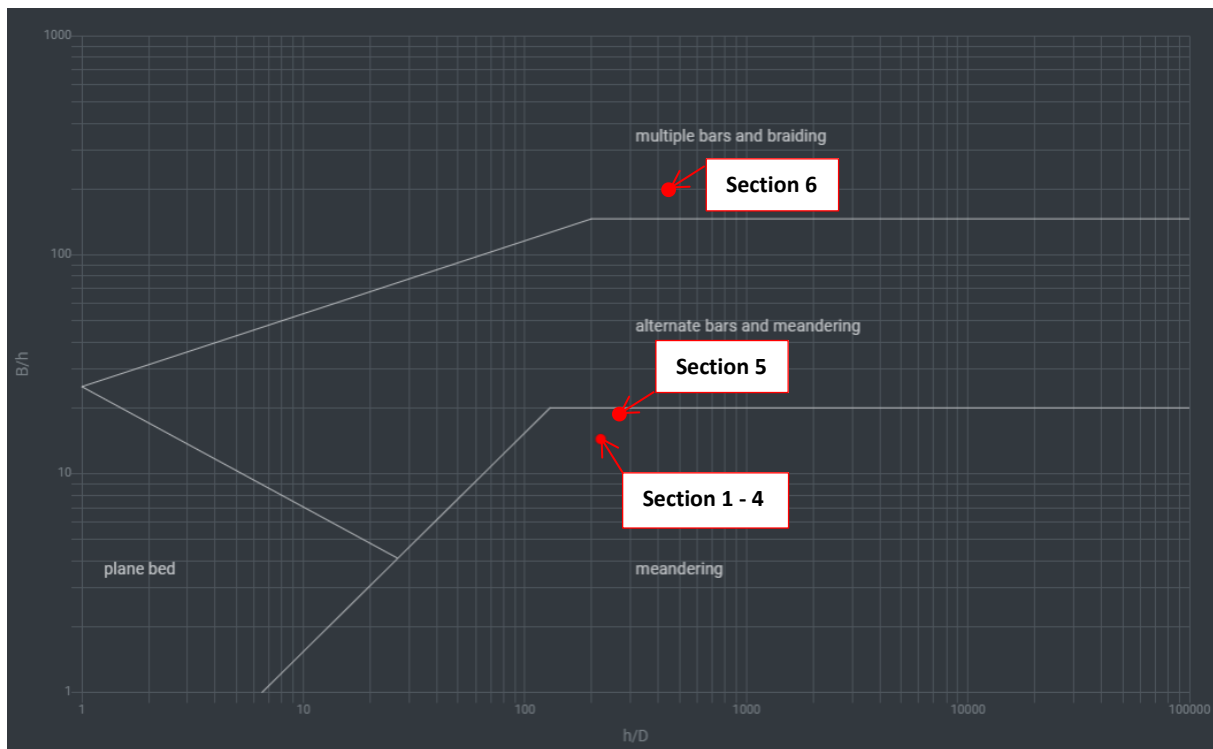 1000
multiple bars and braiding
Section 6
100
alternate bars and meandering
Section 5
B/h
10
Section 1 - 4
plane bed
meandering
1
1
10
100
1000
10000
100000
h/D